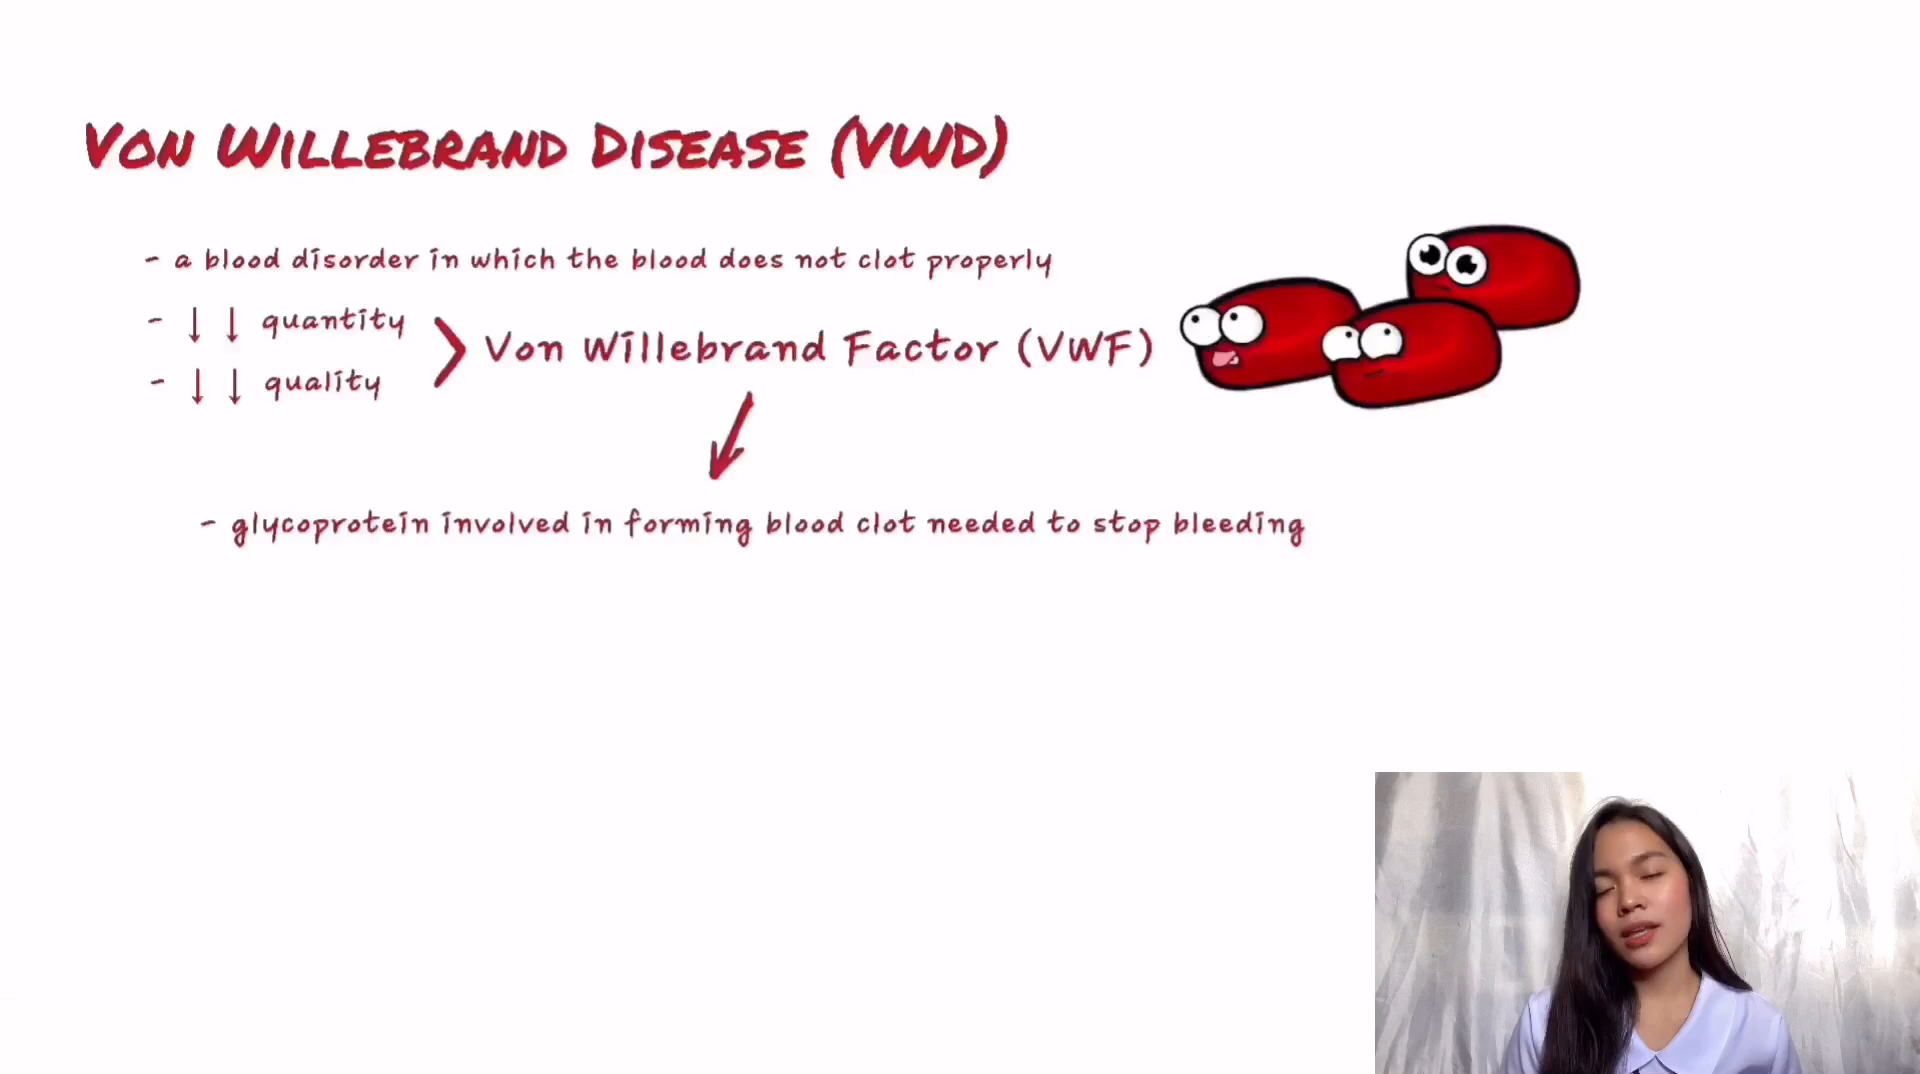 Von Willebrand Disease (VWD)
- a blood disorder in which the blood does not clot properly
- ↓ ↓ quantity
- ↓ ↓ quality
> Von Willebrand Factor (VWF)
- glycoprotein involved in forming blood clot needed to stop bleeding